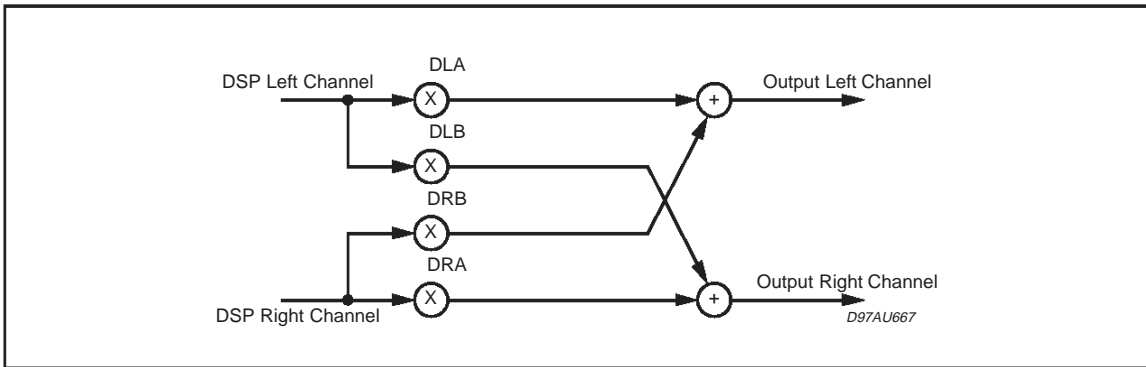 DLA
DSP Left Channel
X
+
Output Left Channel
DLB
X
DRB
X
DRA
X
+
Output Right Channel
DSP Right Channel
D97AU667